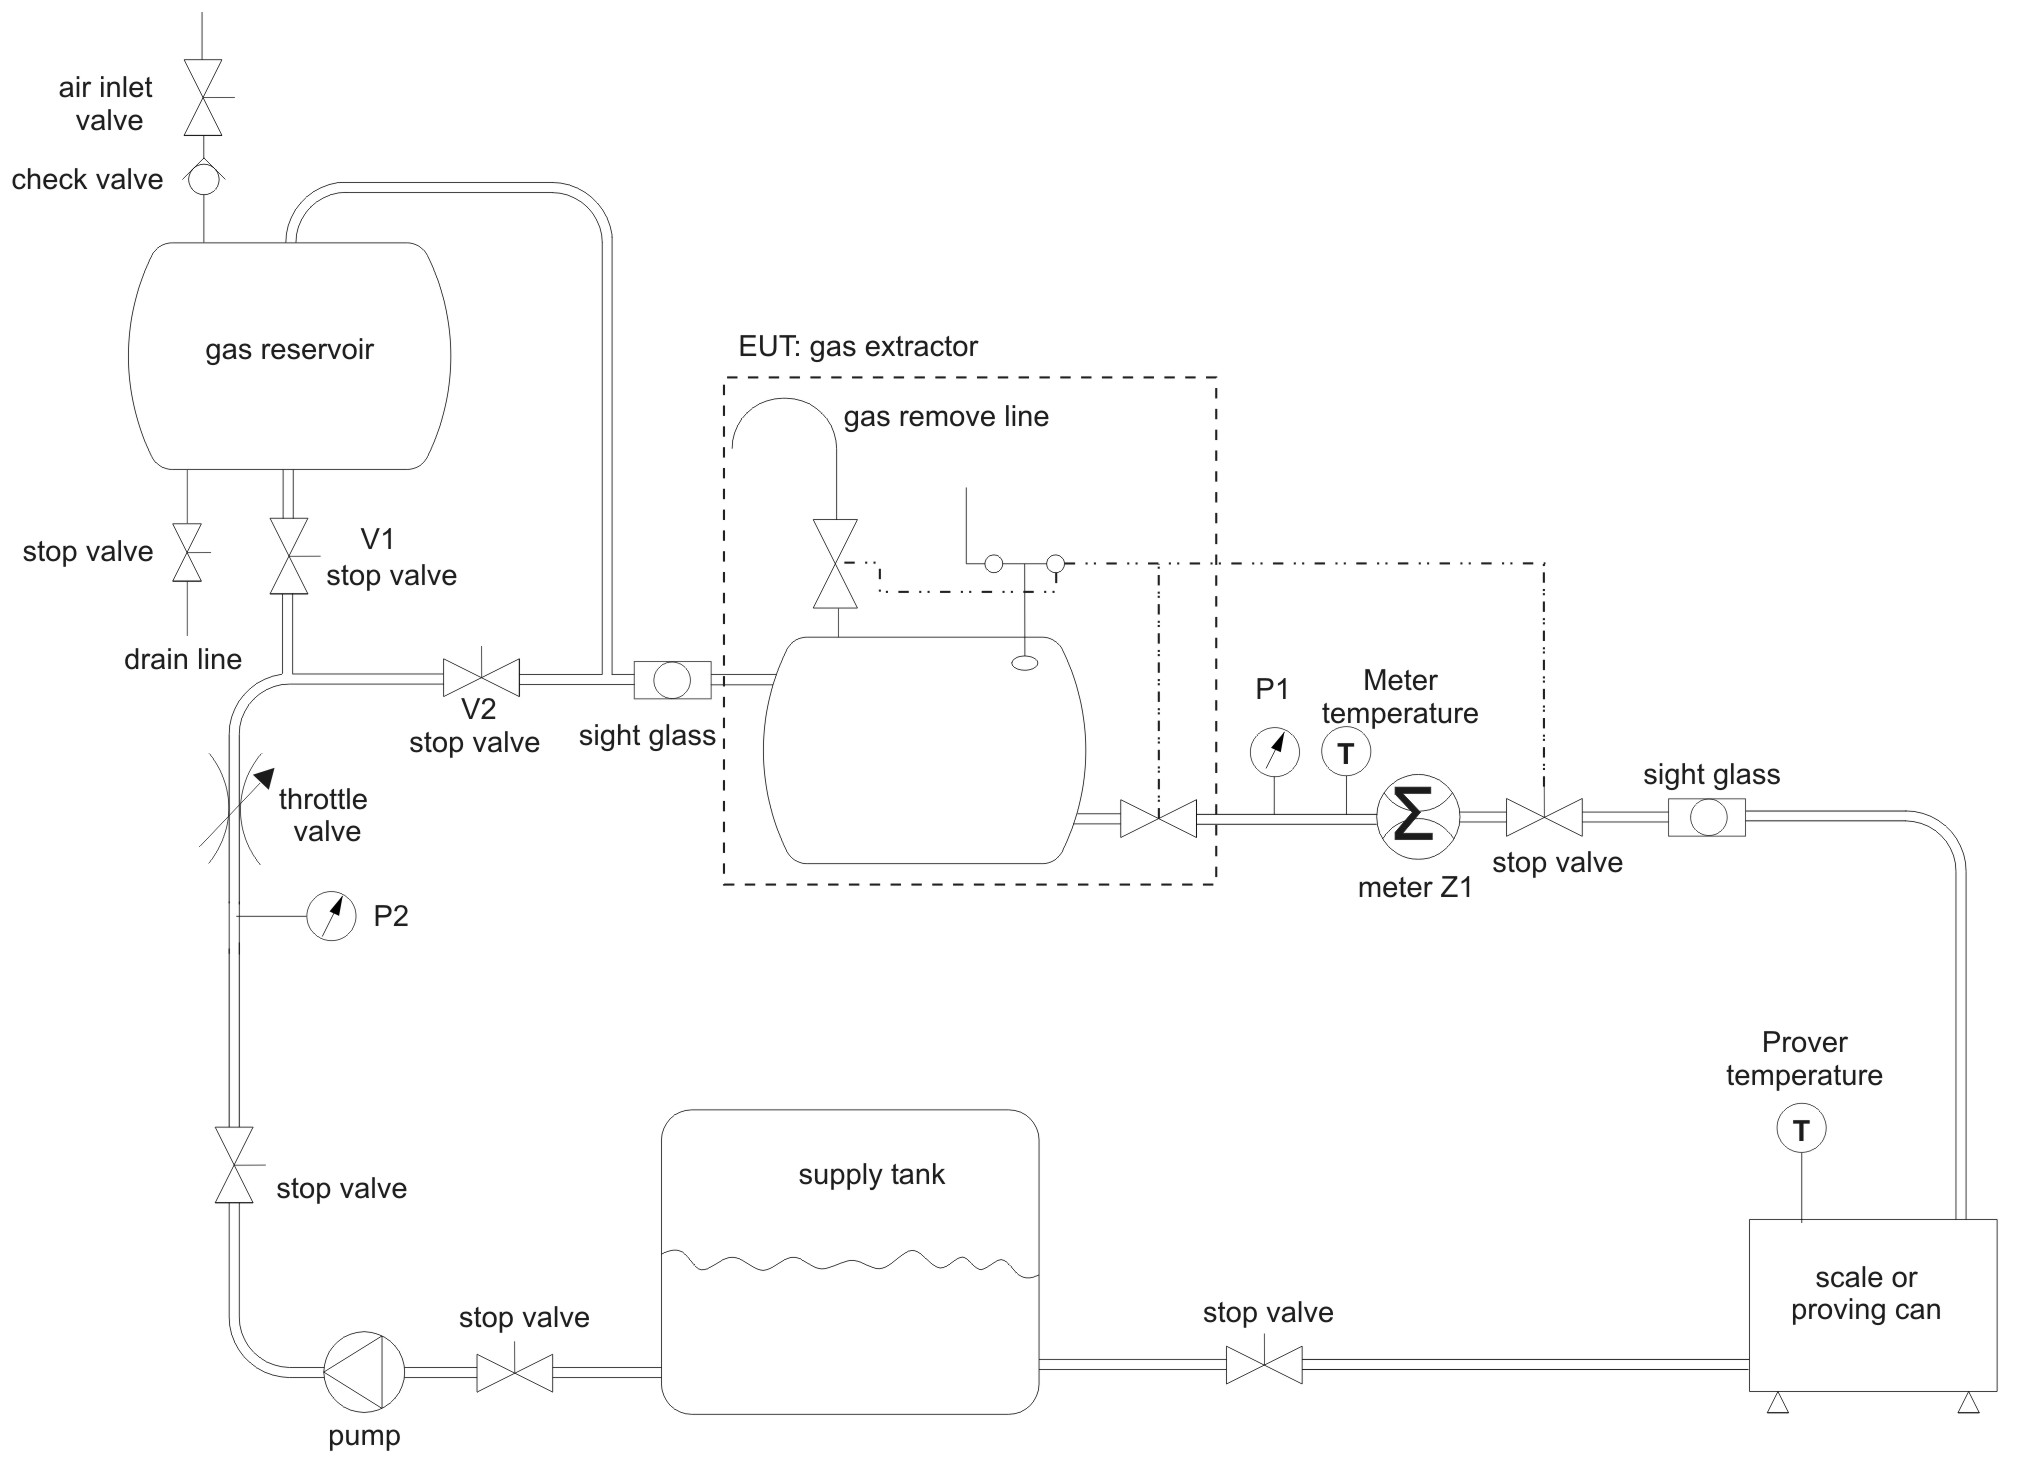 air inlet
valve
check valve
gas reservoir
EUT: gas extractor
gas remove line
V1
stop valve
stop valve
drain line
V2
stop valve
sight glass
P1
Meter
temperature
T
sight glass
throttle
valve
Σ
stop valve
meter Z1
P2
Prover
temperature
T
supply tank
stop valve
scale or
proving can
stop valve
stop valve
pump